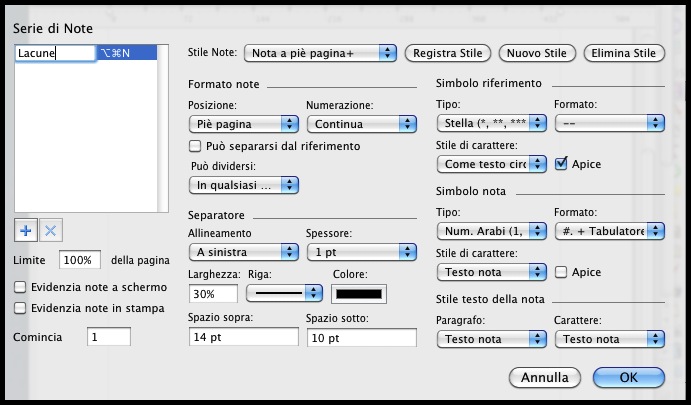 Serie di Note
Lacune ⌥⌘N
Limite 100% della pagina
Evidenzia note a schermo
Evidenzia note in stampa
Comincia 1
Stile Note: Nota a piè pagina+ Registra Stile Nuovo Stile Elimina Stile
Formato note
Posizione: Numerazione:
Piè pagina Continua
Può separarsi dal riferimento
Può dividersi:
In qualsiasi ...
Separatore
Allineamento Spessore:
A sinistra 1 pt
Larghezza: Riga: Colore:
30%
Spazio sopra: Spazio sotto:
14 pt 10 pt
Simbolo riferimento
Tipo: Formato:
Stella (*, **, *** --
Stile di carattere:
Come testo circ Apice
Simbolo nota
Tipo: Formato:
Num. Arabi (1, #. + Tabulatore
Stile di carattere:
Testo nota Apice
Stile testo della nota
Paragrafo: Carattere:
Testo nota Testo nota
Annulla OK